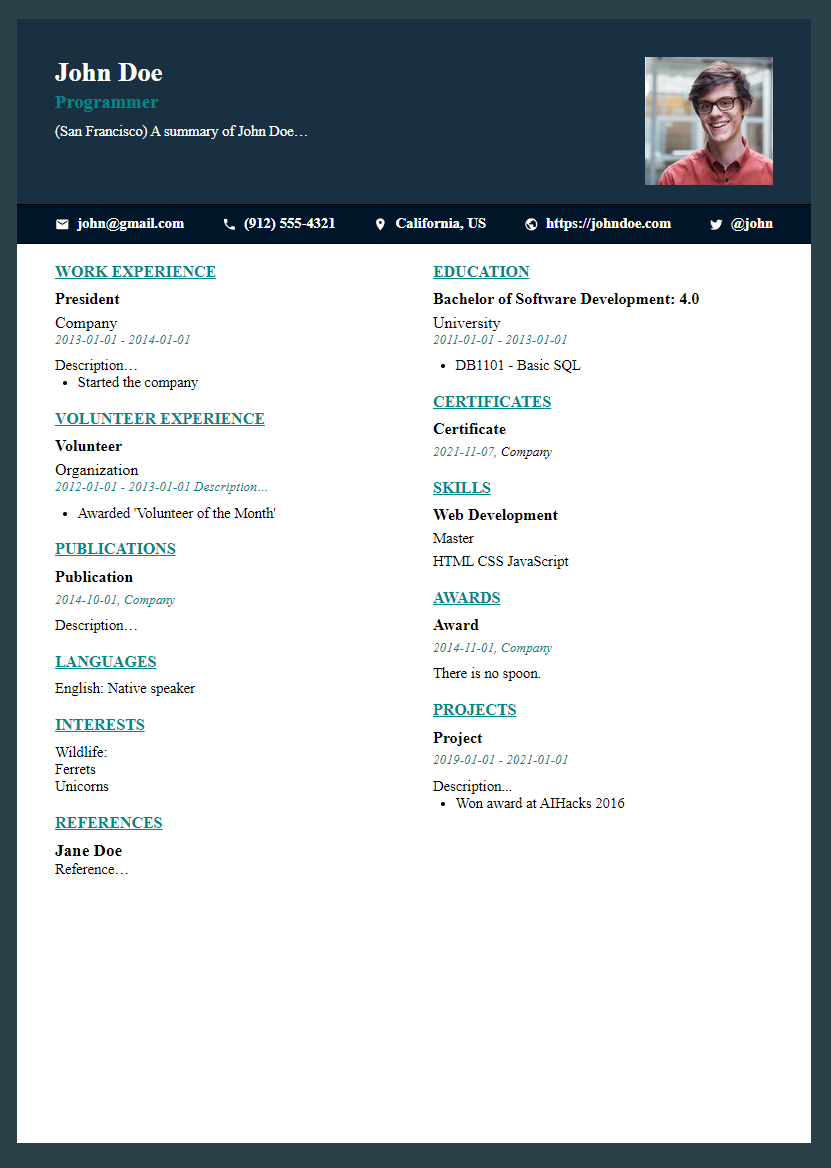 John Doe
Programmer
(San Francisco) A summary of John Doe…
john@gmail.com
(912) 555-4321
California, US
https://johndoe.com
@john
WORK EXPERIENCE
President
Company
2013-01-01 - 2014-01-01
Description…
• Started the company
VOLUNTEER EXPERIENCE
Volunteer
Organization
2012-01-01 - 2013-01-01 Description…
• Awarded 'Volunteer of the Month'
PUBLICATIONS
Publication
2014-10-01, Company
Description…
LANGUAGES
English: Native speaker
INTERESTS
Wildlife:
Ferrets
Unicorns
REFERENCES
Jane Doe
Reference…
EDUCATION
Bachelor of Software Development: 4.0
University
2011-01-01 - 2013-01-01
• DB1101 - Basic SQL
CERTIFICATES
Certificate
2021-11-07, Company
SKILLS
Web Development
Master
HTML CSS JavaScript
AWARDS
Award
2014-11-01, Company
There is no spoon.
PROJECTS
Project
2019-01-01 - 2021-01-01
Description...
• Won award at AIHacks 2016